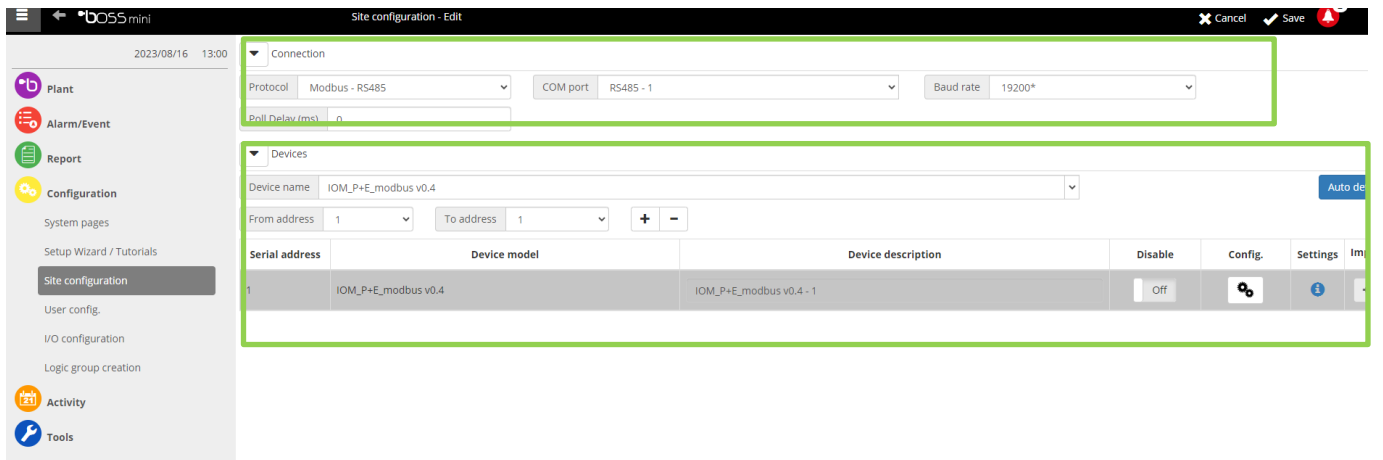 boss mini Site configuration - Edit Cancel Save
2023/08/16 13:00
Connection
Plant
Protocol Modbus - RS485 COM port RS485 - 1 Baud rate 19200*
Poll Delay (ms) 0
Alarm/Event
Devices
Report
Device name IOM_P+E_modbus v0.4 Auto de
Configuration
From address 1 To address 1 + -
System pages
Serial address Device model Device description Disable Config. Settings Imp
Setup Wizard / Tutorials
Site configuration
1 IOM_P+E_modbus v0.4 IOM_P+E_modbus v0.4 - 1 Off
User config.
I/O configuration
Logic group creation
21 Activity
Tools